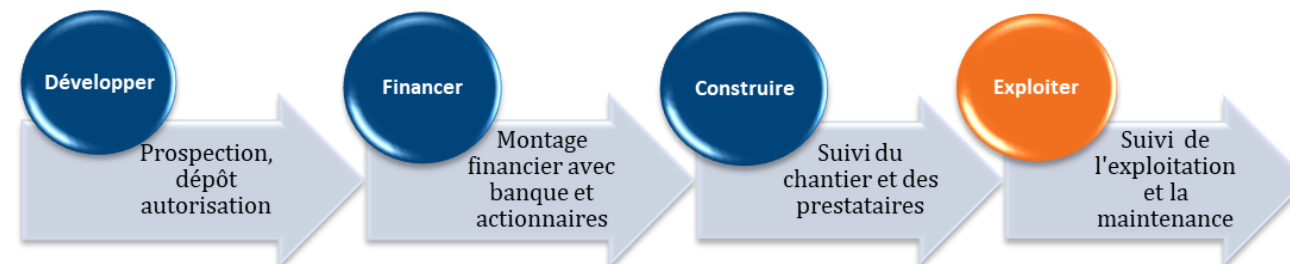 Développer
Prospection,
dépôt
autorisation
Financer
Montage
financier avec
banque et
actionnaires
Construire
Suivi du
chantier et des
prestataires
Exploiter
Suivi de
l'exploitation
et la
maintenance